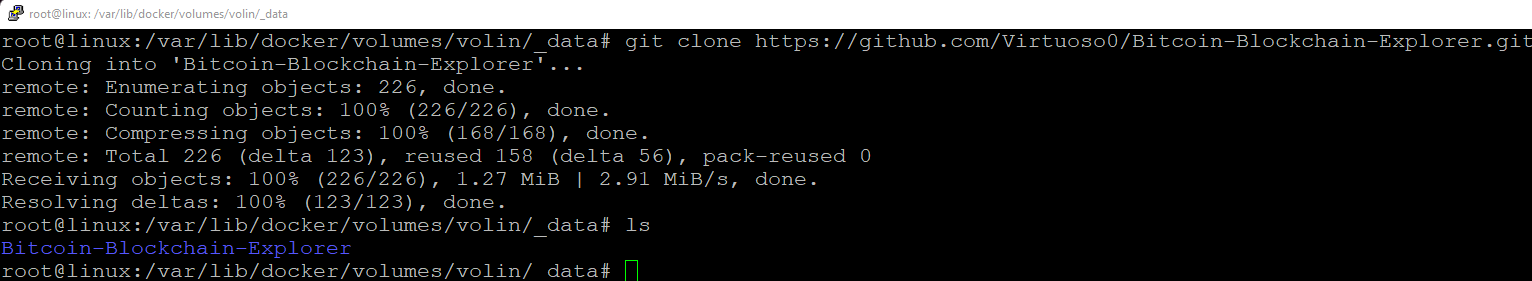 root@linux: /var/lib/docker/volumes/volin/_data
root@linux:/var/lib/docker/volumes/volin/_data# git clone https://github.com/Virtuoso0/Bitcoin-Blockchain-Explorer.git
Cloning into 'Bitcoin-Blockchain-Explorer'...
remote: Enumerating objects: 226, done.
remote: Counting objects: 100% (226/226), done.
remote: Compressing objects: 100% (168/168), done.
remote: Total 226 (delta 123), reused 158 (delta 56), pack-reused 0
Receiving objects: 100% (226/226), 1.27 MiB | 2.91 MiB/s, done.
Resolving deltas: 100% (123/123), done.
root@linux:/var/lib/docker/volumes/volin/_data# ls
Bitcoin-Blockchain-Explorer
root@linux:/var/lib/docker/volumes/volin/_data#